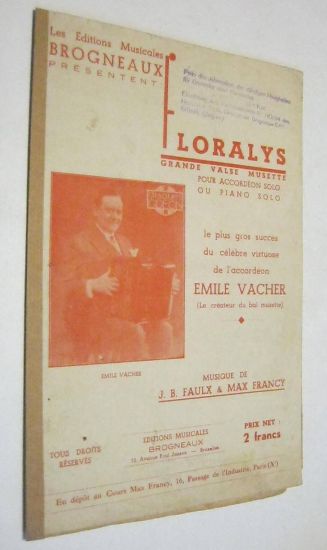 Les Editions Musicales
BROGNEAUX
PRÉSENTENT
FLORALYS
GRANDE VALSE MUSETTE
POUR ACCORDÉON SOLO
OU PIANO SOLO
le plus gros succès
du célèbre virtuose
de l'accordéon
EMILE VACHER
(Le créateur du bal musette)
EMILE VACHER
MUSIQUE DE
J. B. FAULX & MAX FRANCY
TOUS DROITS
RÉSERVÉS
EDITIONS MUSICALES
BROGNEAUX
Bruxelles
PRIX NET :
2 francs
En dépôt au Cours Max Francy, 16, Passage de l'Industrie, Paris (Xe)